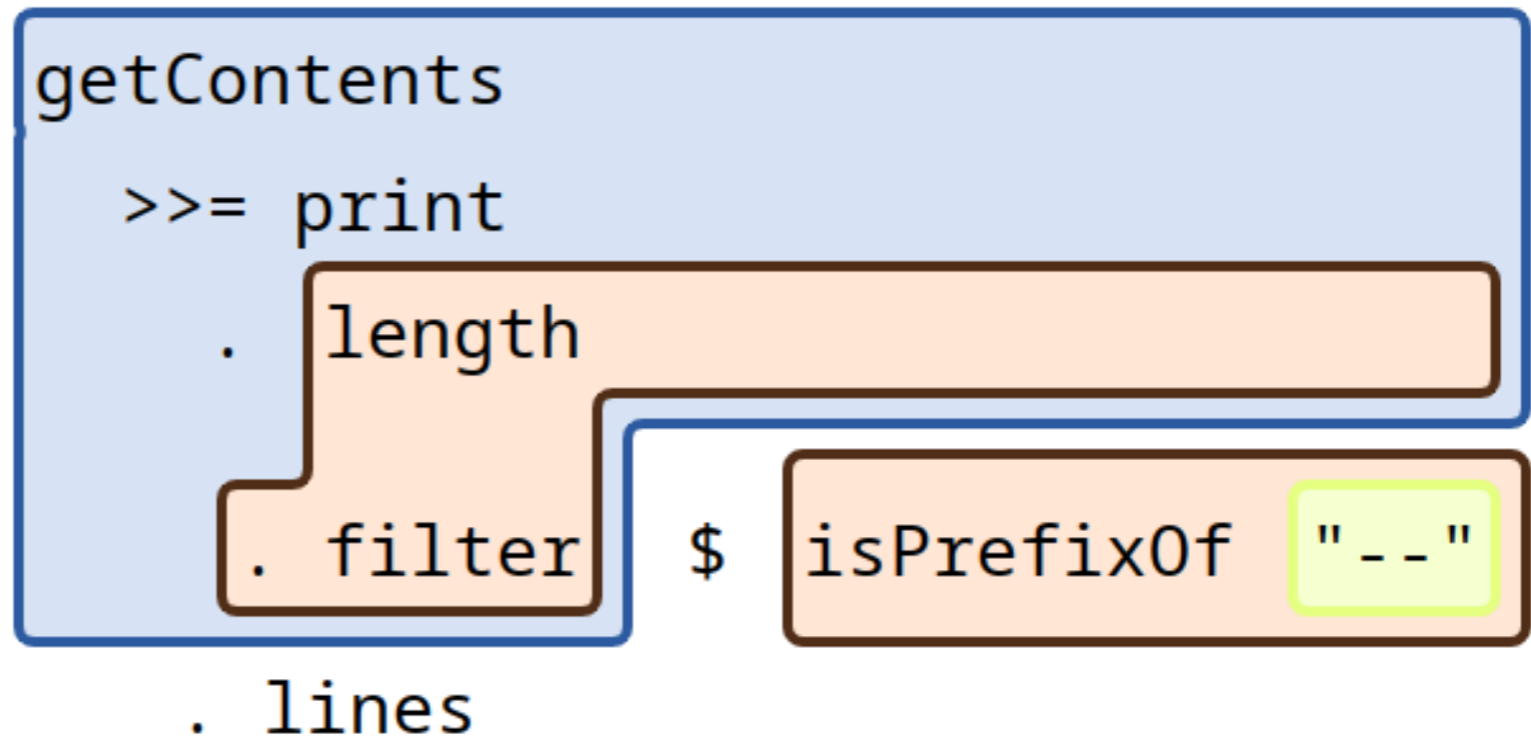 getContents
>>= print
. length
. filter $ isPrefixOf "--"
. lines